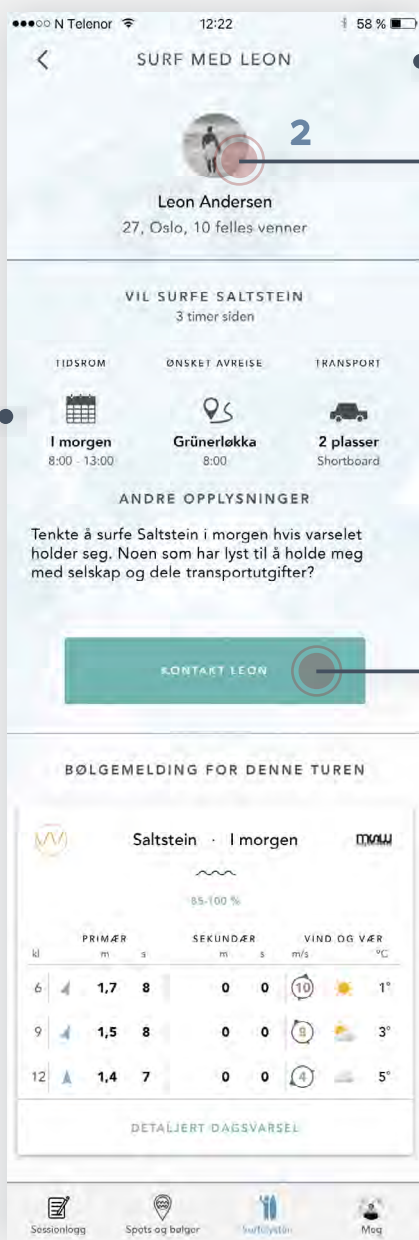 N Telenor 12:22 58 %
SURF MED LEON
2
Leon Andersen
27, Oslo, 10 felles venner
VIL SURFE SALTSTEIN
3 timer siden
TIDSROM ØNSKET AVREISE TRANSPORT
I morgen Grünerløkka 2 plasser
8:00 - 13:00 8:00 Shortboard
ANDRE OPPLYSNINGER
Tenkte å surfe Saltstein i morgen hvis varselet
holder seg. Noen som har lyst til å holde meg
med selskap og dele transportutgifter?
KONTAKT LEON
BØLGEMELDING FOR DENNE TUREN
Saltstein · I morgen
85-100 %
PRIMÆR SEKUNDÆR VIND OG VÆR
kl m s m s m/s °C
6 1,7 8 0 0 10 1°
9 1,5 8 0 0 8 3°
12 1,4 7 0 0 4 5°
DETALJERT DAGSVARSEL
Sessionlogg Spots og bølger Surfelysten Meg